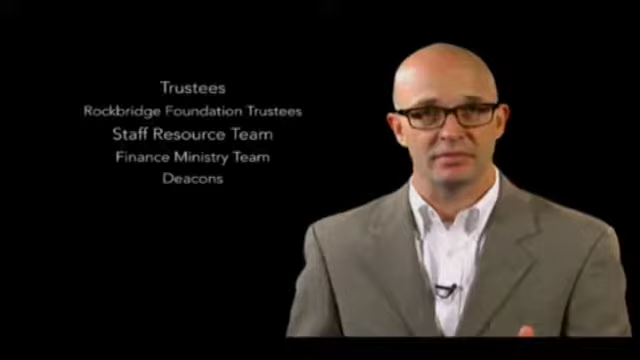 Trustees
Rockbridge Foundation Trustees
Staff Resource Team
Finance Ministry Team
Deacons